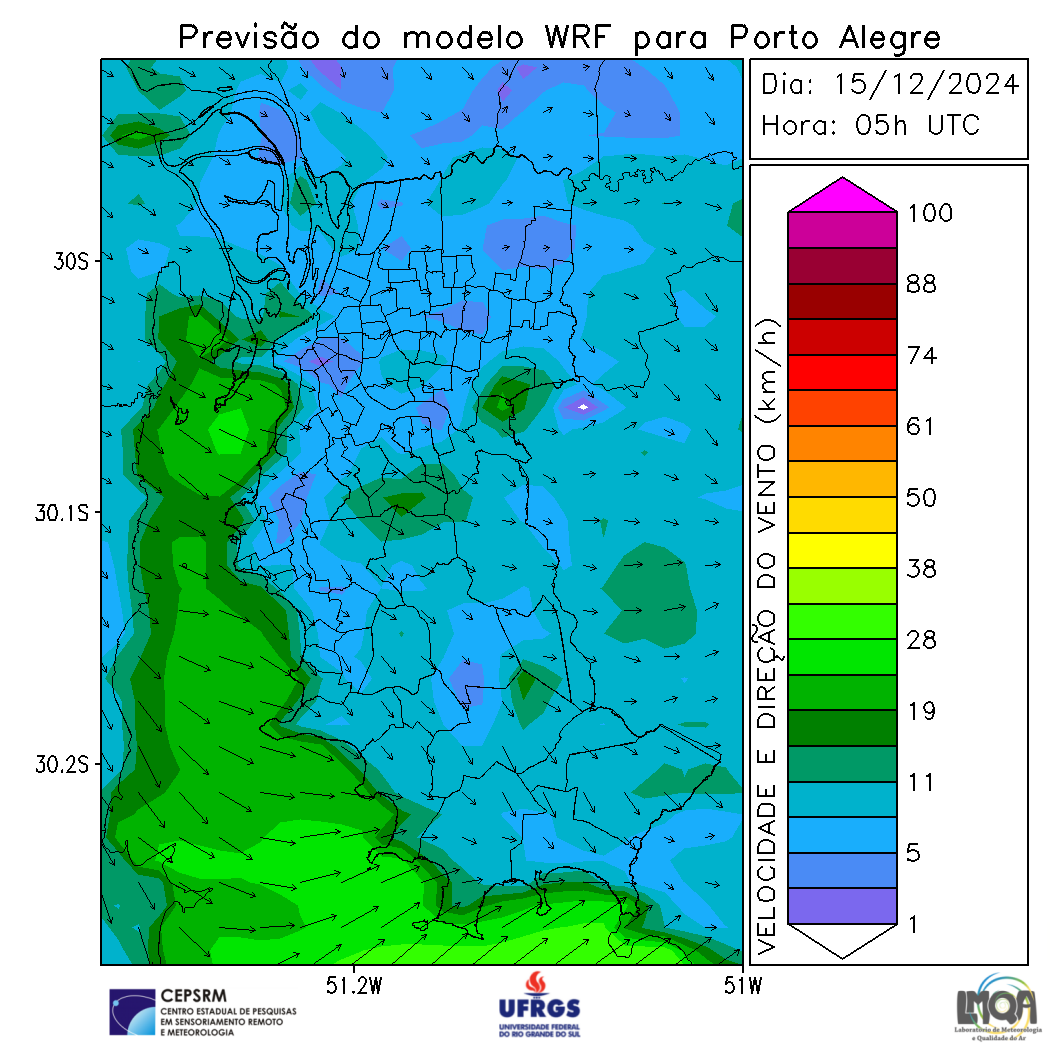 Previsão do modelo WRF para Porto Alegre
Dia: 15/12/2024
Hora: 05h UTC
30S
30.1S
30.2S
51.2W
51W
VELOCIDADE E DIREÇÃO DO VENTO (km/h)
100
88
74
61
50
38
28
19
11
5
1
CEPSRM
CENTRO ESTADUAL DE PESQUISAS
EM SENSORIAMENTO REMOTO
E METEOROLOGIA
UFRGS
UNIVERSIDADE FEDERAL
DO RIO GRANDE DO SUL
LMQA
Laboratório de Meteorologia
e Qualidade do Ar